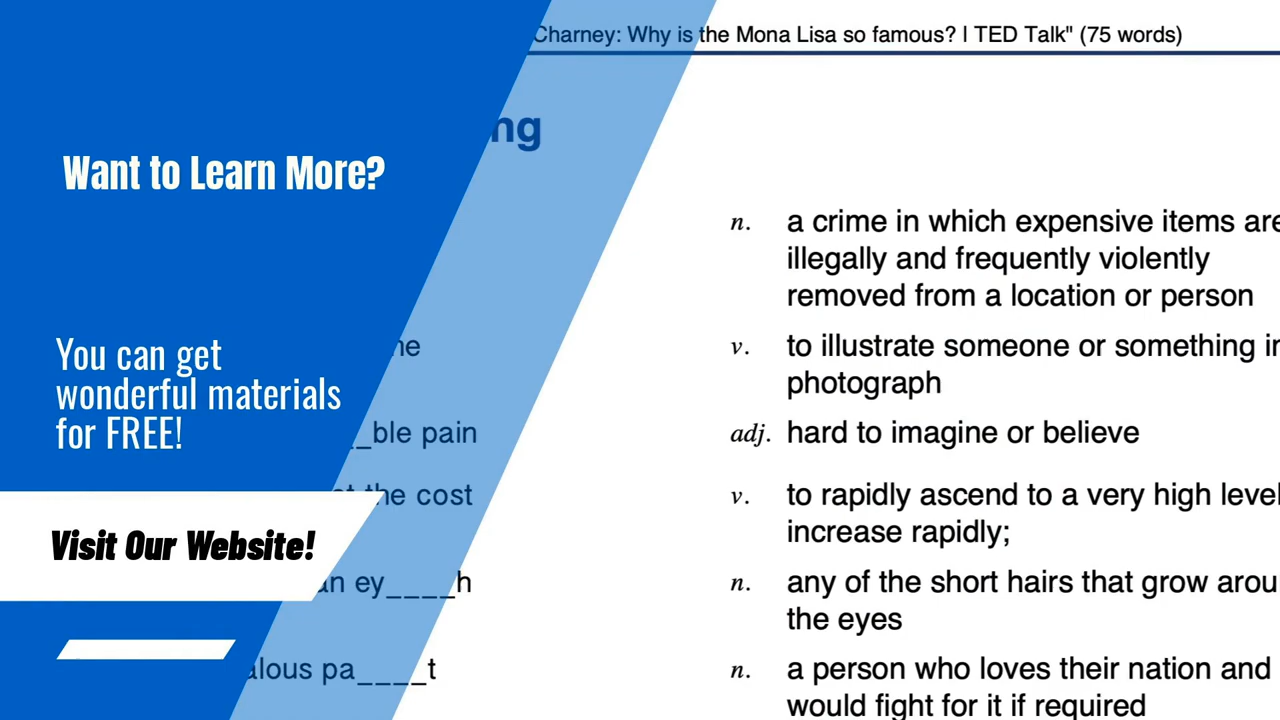 Charney: Why is the Mona Lisa so famous? | TED Talk" (75 words)
ng
Want to Learn More?
n. a crime in which expensive items are
illegally and frequently violently
removed from a location or person
You can get
wonderful materials
for FREE!
v. to illustrate someone or something in
photograph
__ble pain
adj. hard to imagine or believe
the cost
v. to rapidly ascend to a very high level
increase rapidly;
Visit Our Website!
an ey____h
n. any of the short hairs that grow arou
the eyes
alous pa____t
n. a person who loves their nation and
would fight for it if required